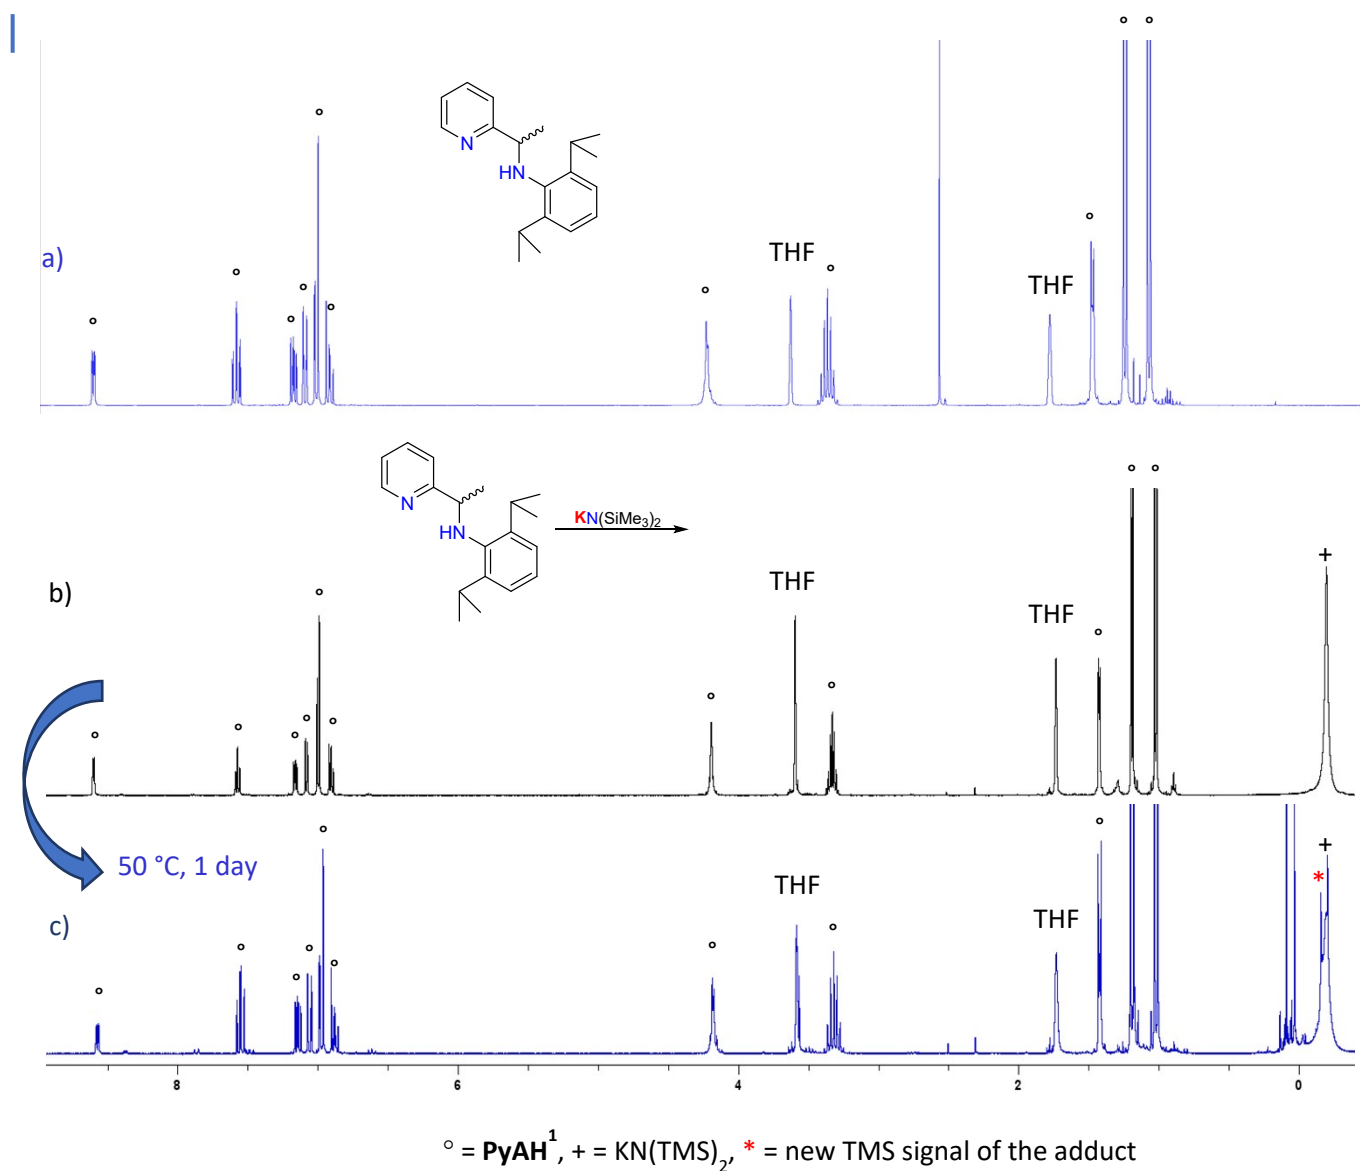 N
HN
a)
THF
THF
N
HN
KN(SiMe3)2
b)
THF
THF
+
50 °C, 1 day
c)
THF
THF
*
+
8 6 4 2 0
° = PyAH1, + = KN(TMS)2, * = new TMS signal of the adduct